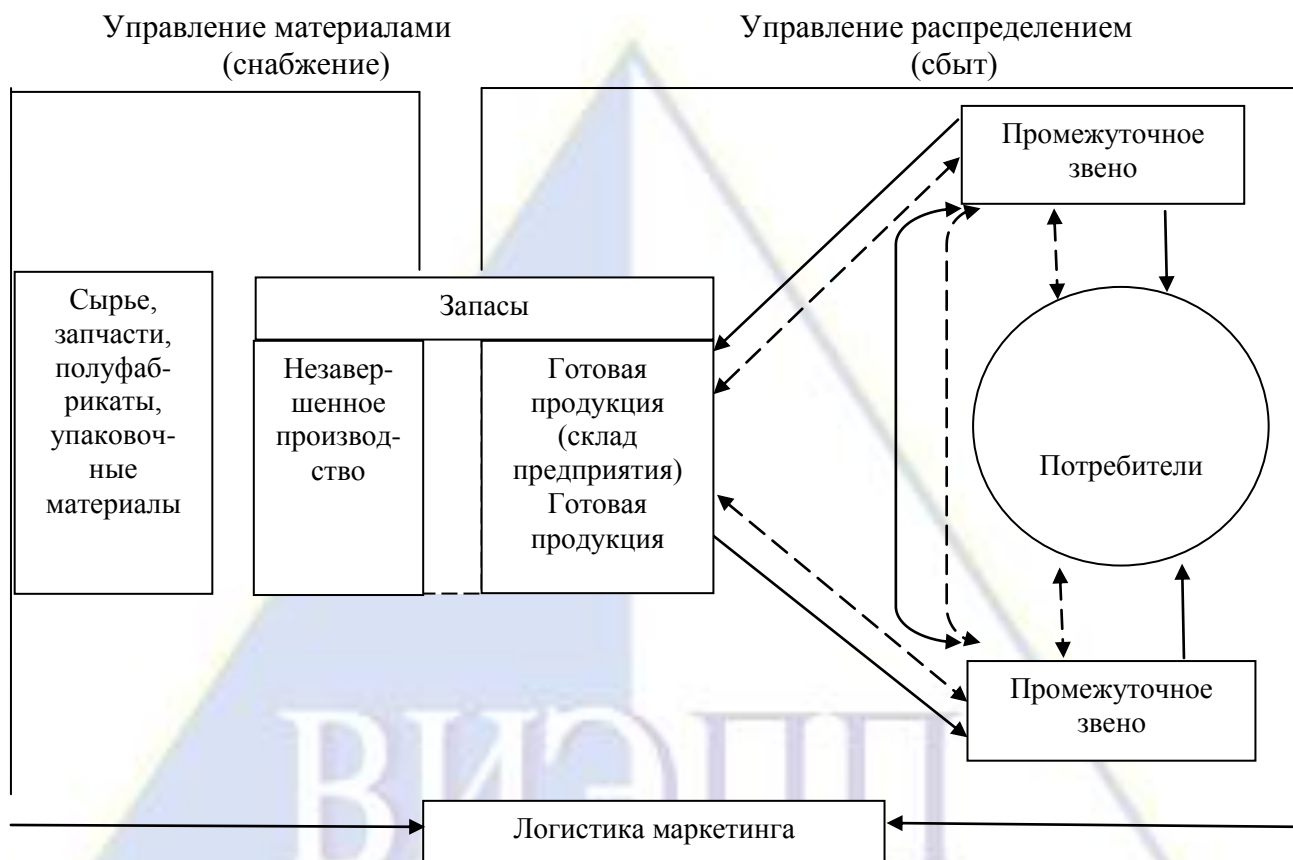 Управление материалами
(снабжение)
Управление распределением
(сбыт)
Промежуточное
звено
Сырье,
запчасти,
полуфаб-
рикаты,
упаковоч-
ные
материалы
Запасы
Незавер-
шенное
производ-
ство
Готовая
продукция
(склад
предприятия)
Готовая
продукция
Потребители
Промежуточное
звено
ВИЭПП
Логистика маркетинга